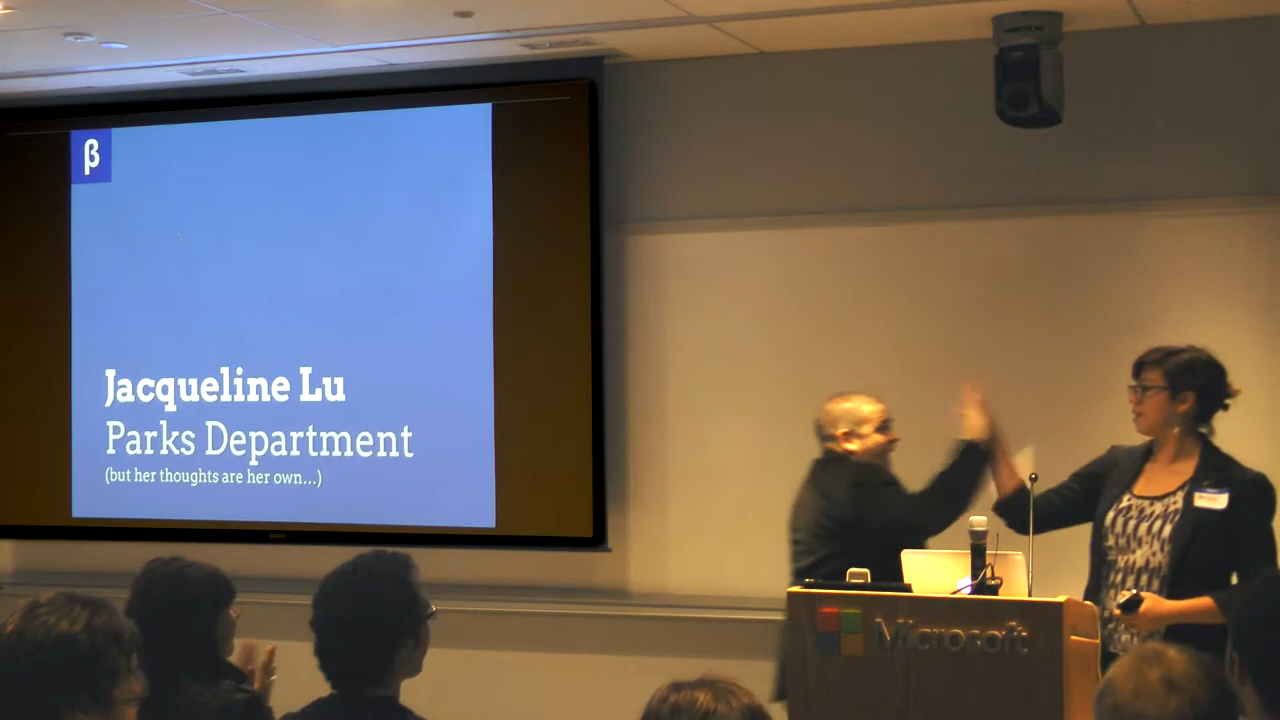 β
Jacqueline Lu
Parks Department
(but her thoughts are her own...)
Microsoft